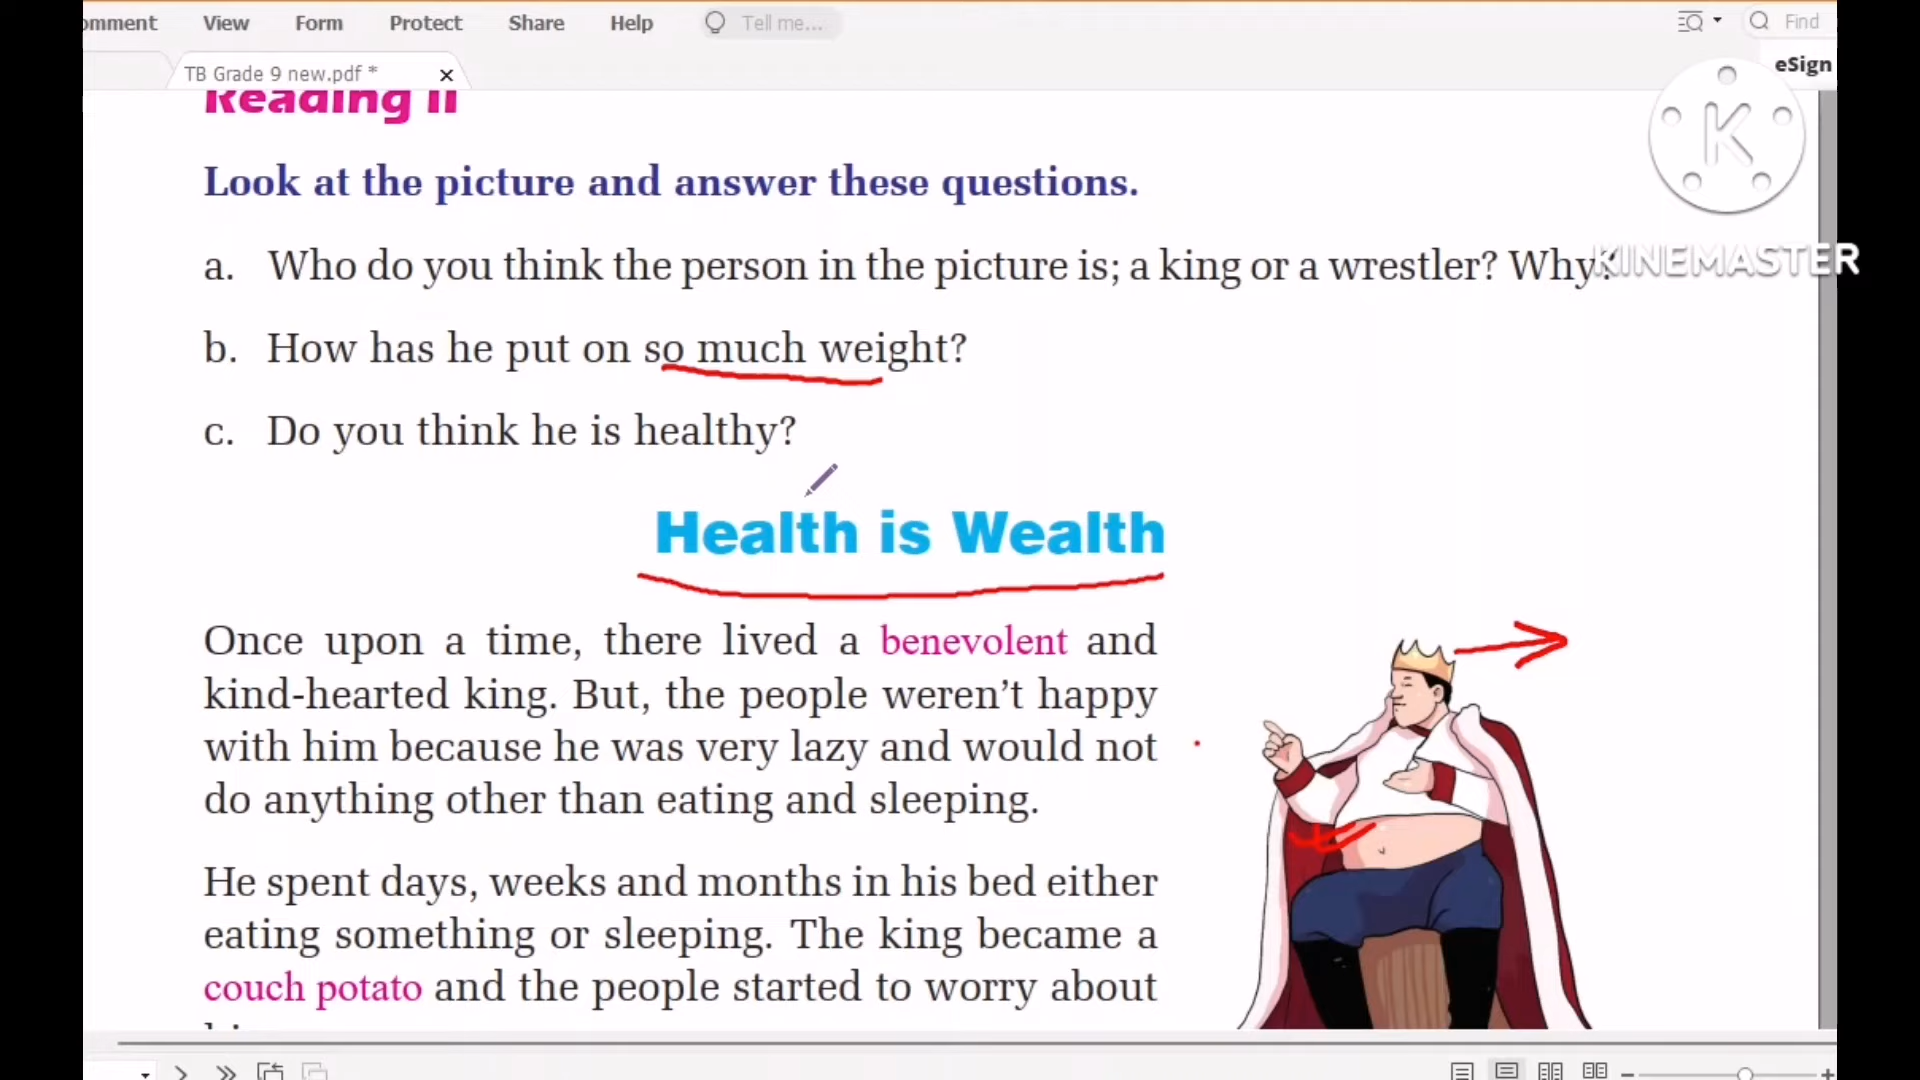 omment View Form Protect Share Help Tell me... Find
TB Grade 9 new.pdf * eSign
Reading II
K
Look at the picture and answer these questions.
a. Who do you think the person in the picture is; a king or a wrestler? Why?
KINEMASTER
b. How has he put on so much weight?
c. Do you think he is healthy?
Health is Wealth
Once upon a time, there lived a benevolent and
kind-hearted king. But, the people weren't happy
with him because he was very lazy and would not
do anything other than eating and sleeping.
He spent days, weeks and months in his bed either
eating something or sleeping. The king became a
couch potato and the people started to worry about